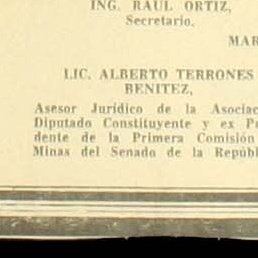 ING. RAUL ORTIZ,
Secretario.
MAR
LIC. ALBERTO TERRONES
BENITEZ,
Asesor Jurídico de la Asociac
Diputado Constituyente y ex P
dente de la Primera Comisión
Minas del Senado de la Repúbl